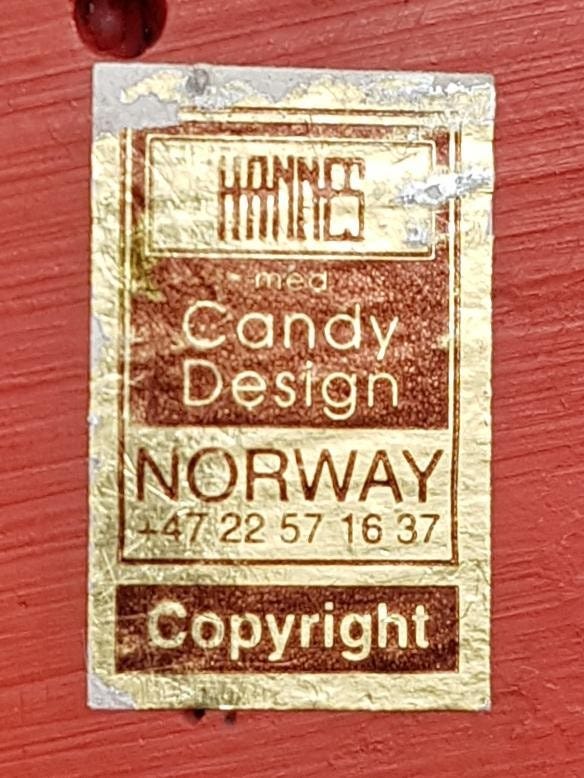 HANNES
med
Candy
Design
NORWAY
+47 22 57 16 37
Copyright